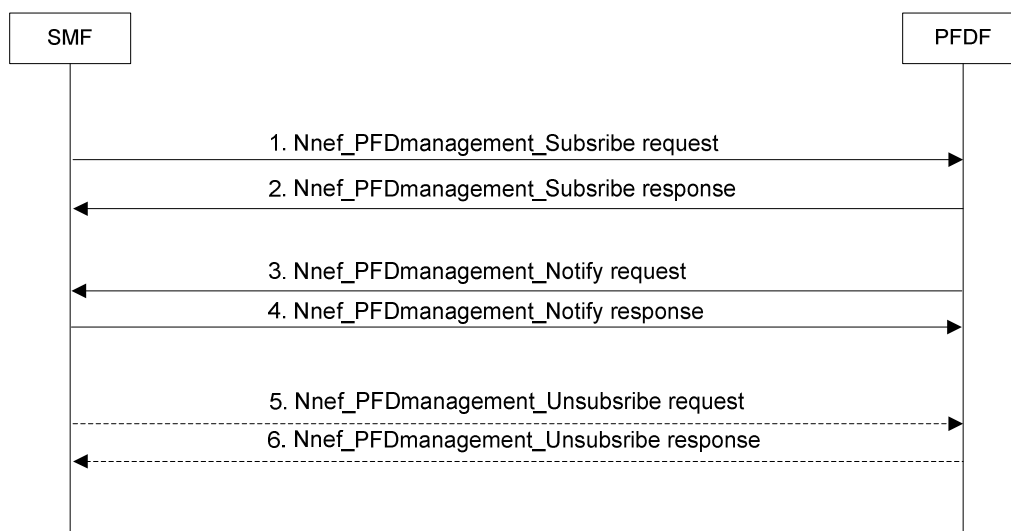 SMF
PFDF
1. Nnef_PFDmanagement_Subsribe request
2. Nnef_PFDmanagement_Subsribe response
3. Nnef_PFDmanagement_Notify request
4. Nnef_PFDmanagement_Notify response
5. Nnef_PFDmanagement_Unsubsribe request
6. Nnef_PFDmanagement_Unsubsribe response